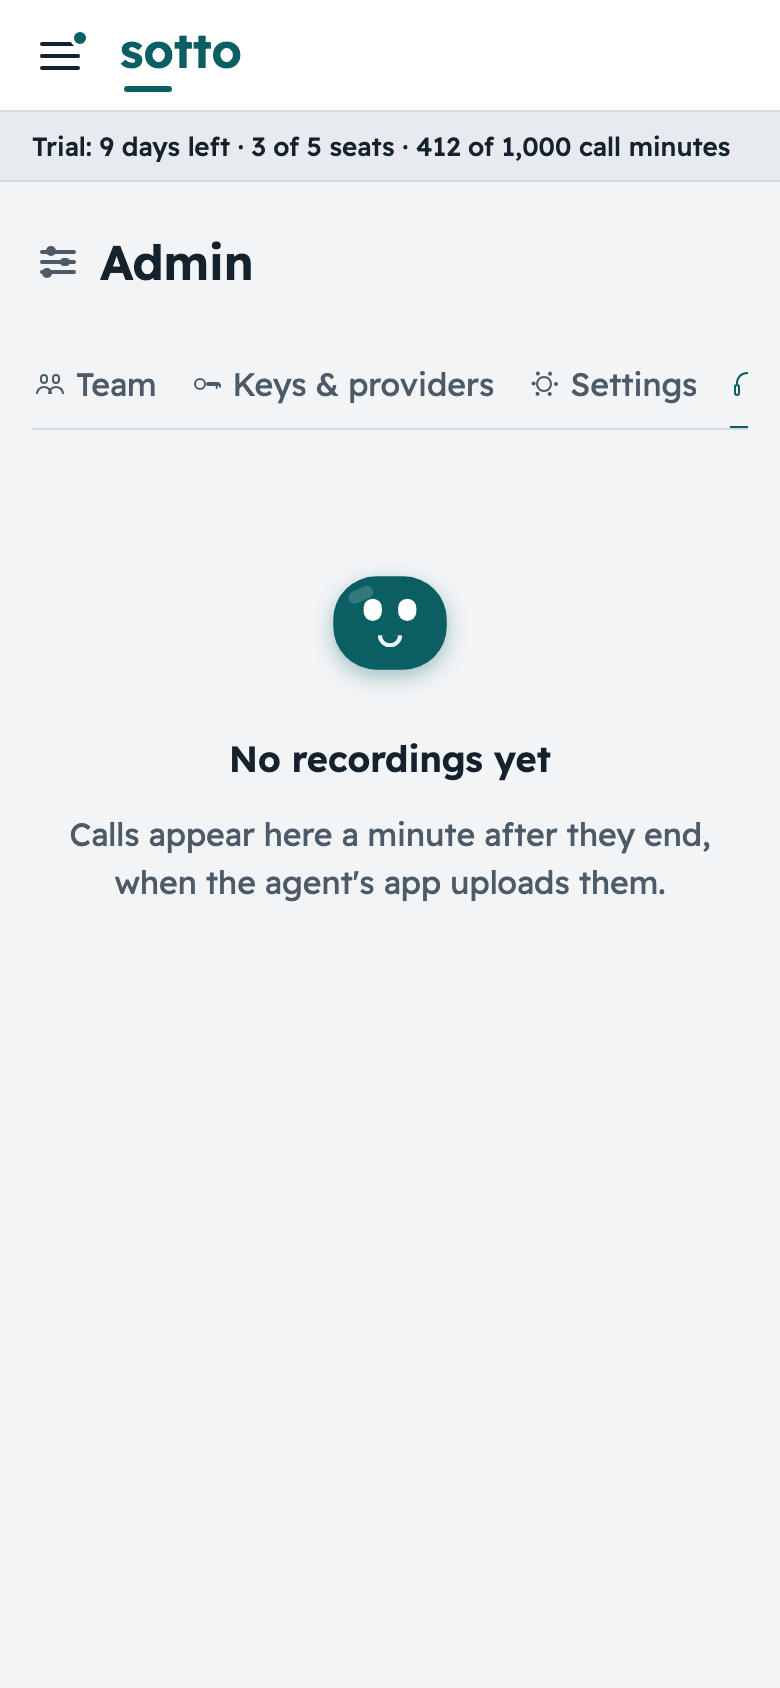 sotto
Trial: 9 days left · 3 of 5 seats · 412 of 1,000 call minutes
Admin
Team Keys & providers Settings
No recordings yet
Calls appear here a minute after they end,
when the agent's app uploads them.